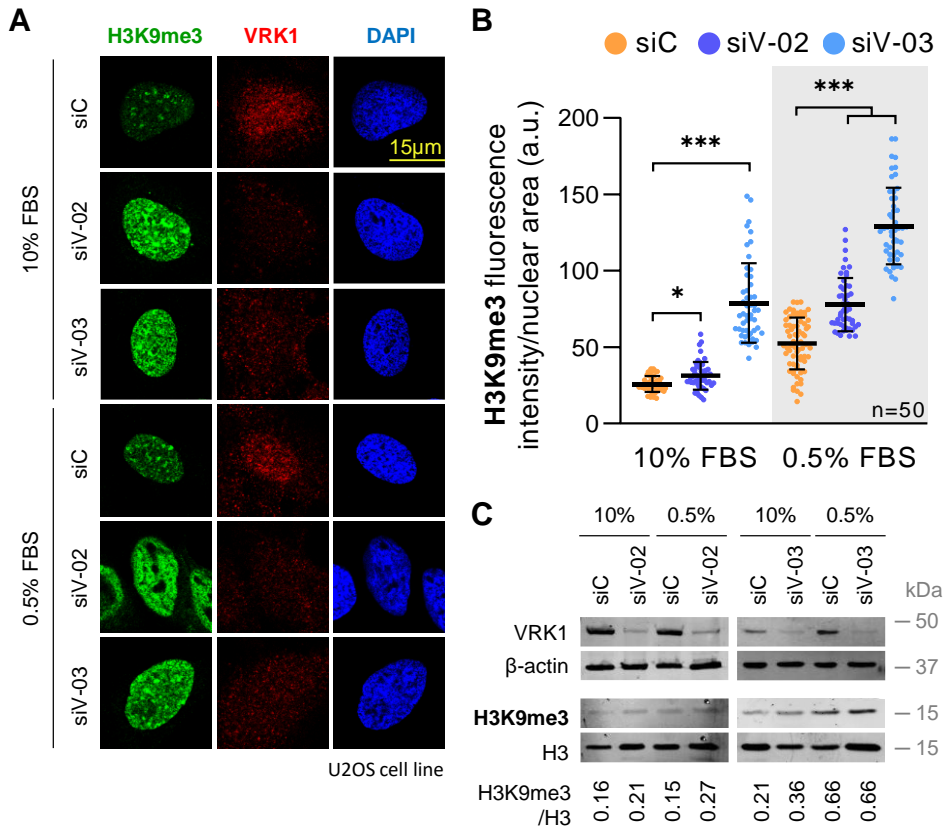 A
H3K9me3 VRK1 DAPI
10% FBS
siC
15μm
siV-02
siV-03
0.5% FBS
siC
siV-02
siV-03
U2OS cell line
B
siC siV-02 siV-03
H3K9me3 fluorescence
intensity/nuclear area (a.u.)
200
150
100
50
0
***
*
***
n=50
10% FBS 0.5% FBS
C
10% 0.5% 10% 0.5%
siC siV-02 siC siV-02 siC siV-03 siC siV-03
kDa
VRK1 50
β-actin 37
H3K9me3 15
H3 15
H3K9me3
/H3
0.16 0.21 0.15 0.27 0.21 0.36 0.66 0.66